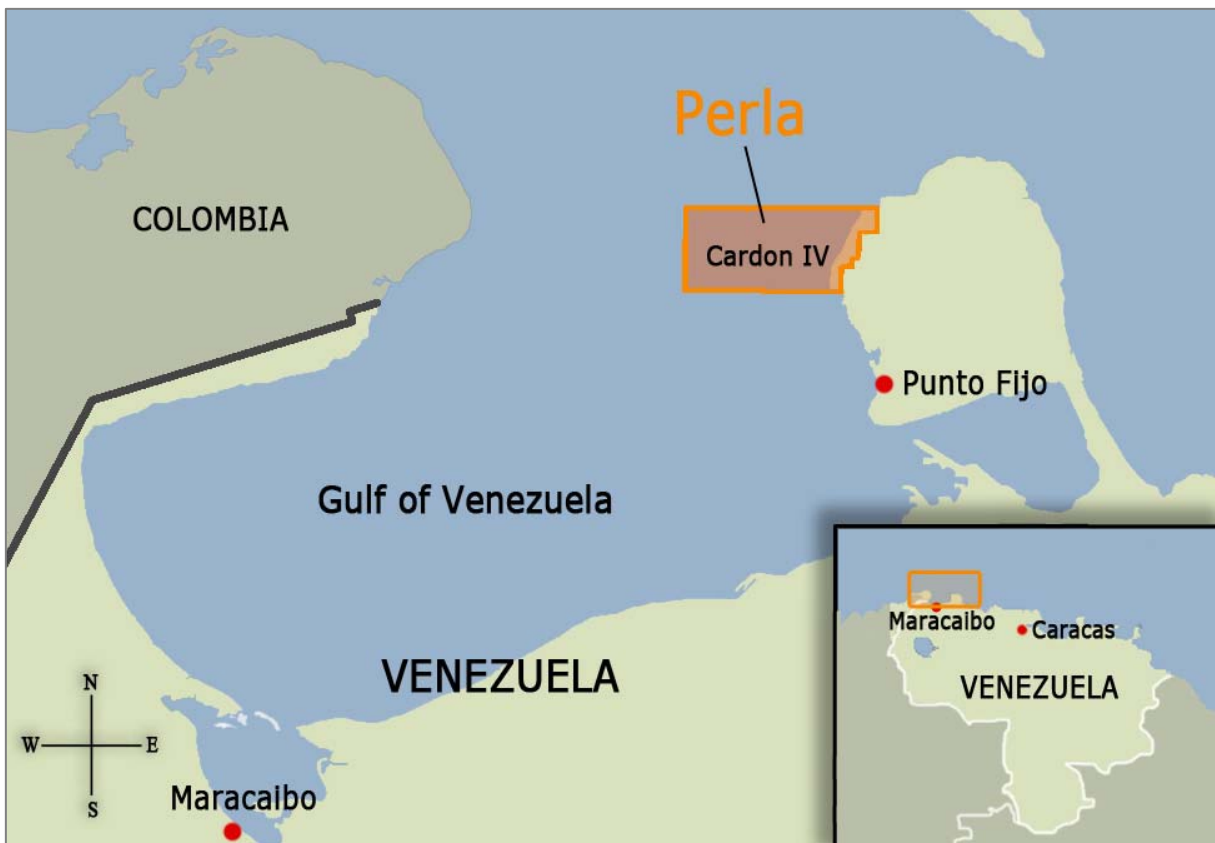 Perla
COLOMBIA
Cardon IV
Punto Fijo
Gulf of Venezuela
VENEZUELA
N
W
E
S
Maracaibo
Maracaibo
Caracas
VENEZUELA